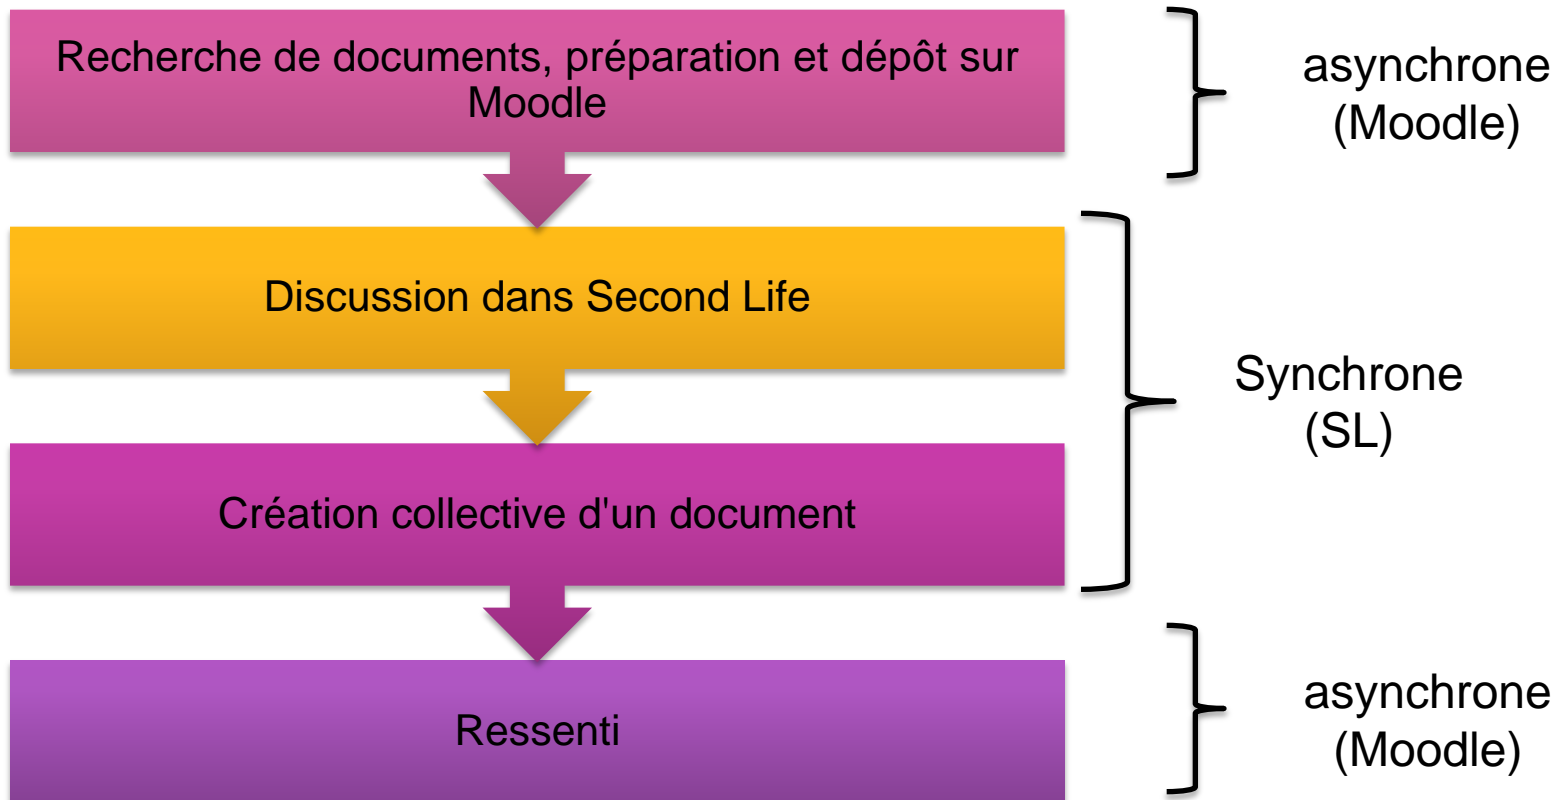 Recherche de documents, préparation et dépôt sur
Moodle
asynchrone
(Moodle)
Discussion dans Second Life
Synchrone
(SL)
Création collective d'un document
Ressenti
asynchrone
(Moodle)